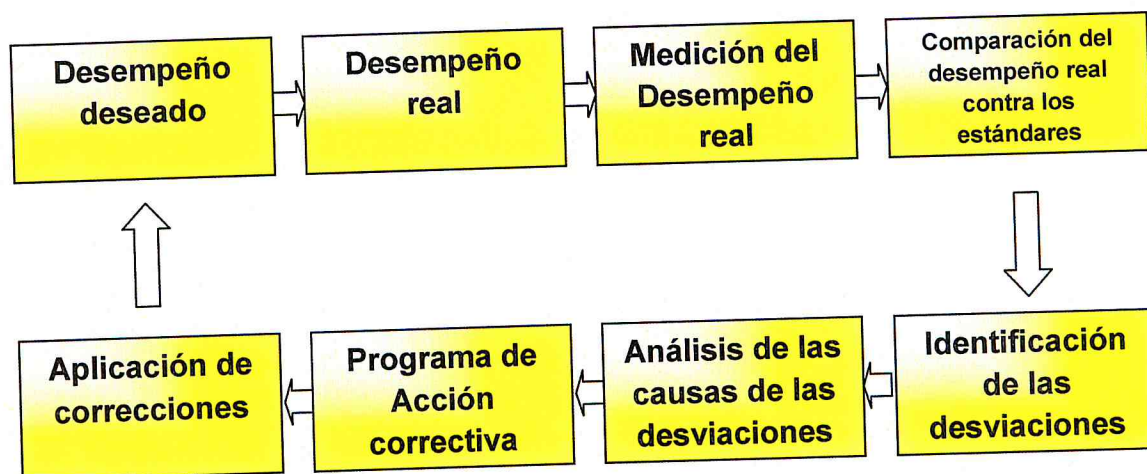 Desempeño
deseado
Desempeño
real
Medición del
Desempeño
real
Comparación del
desempeño real
contra los
estándares
Identificación
de las
desviaciones
Análisis de las
causas de las
desviaciones
Programa de
Acción
correctiva
Aplicación de
correcciones